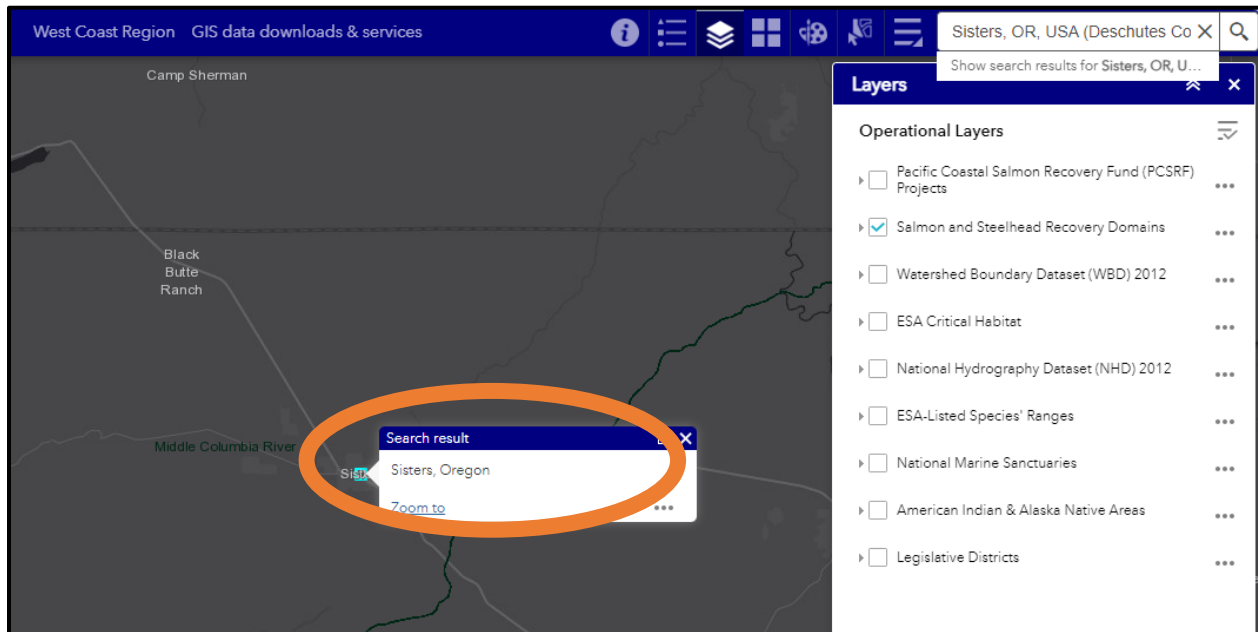 West Coast Region GIS data downloads & services
Sisters, OR, USA (Deschutes Co
Show search results for Sisters, OR, U...
Camp Sherman
Layers
Operational Layers
Pacific Coastal Salmon Recovery Fund (PCSRF)
Projects
Salmon and Steelhead Recovery Domains
Watershed Boundary Dataset (WBD) 2012
ESA Critical Habitat
National Hydrography Dataset (NHD) 2012
ESA-Listed Species' Ranges
National Marine Sanctuaries
American Indian & Alaska Native Areas
Legislative Districts
Black
Butte
Ranch
Middle Columbia River
Search result
Sisters, Oregon
Zoom to